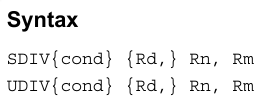 Syntax
SDIV{cond} {Rd,} Rn, Rm
UDIV{cond} {Rd,} Rn, Rm